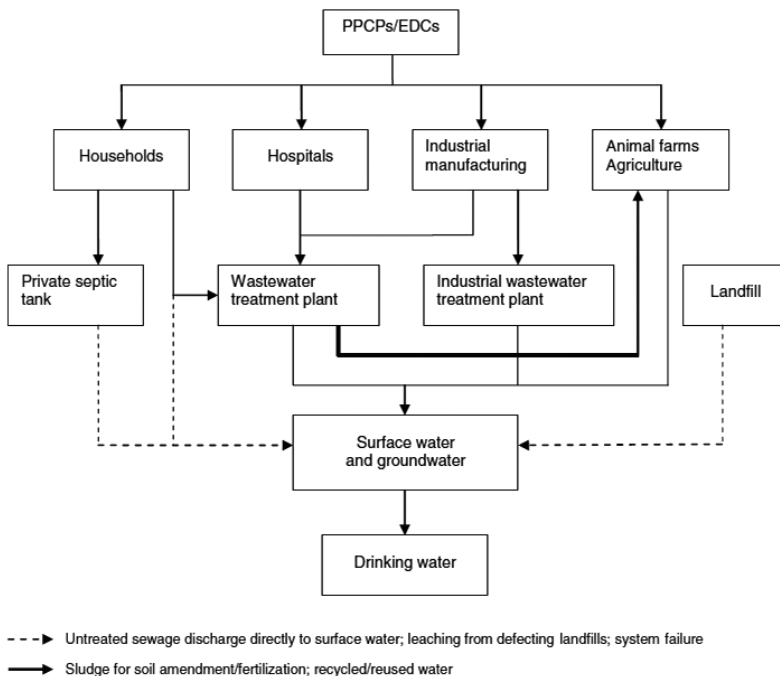 PPCPs/EDCs
Households
Hospitals
Industrial
manufacturing
Animal farms
Agriculture
Private septic
tank
Wastewater
treatment plant
Industrial wastewater
treatment plant
Landfill
Surface water
and groundwater
Drinking water
Untreated sewage discharge directly to surface water; leaching from defecting landfills; system failure
Sludge for soil amendment/fertilization; recycled/reused water